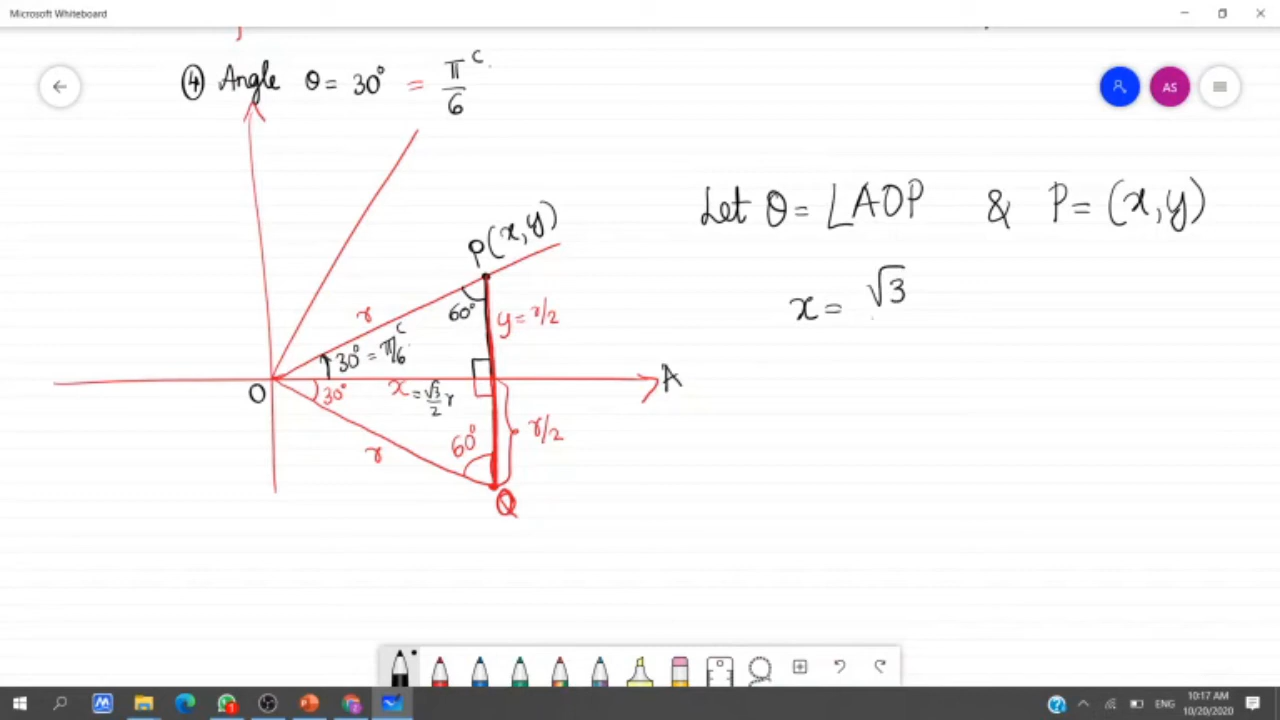 Microsoft Whiteboard
④ Angle θ = 30° = π^c/6
AS
Let θ = ∠AOP & P = (x,y)
P(x,y)
x = √3
r
60°
y = r/2
30° = π^c/6
O
30°
x = √3/2 r
A
r
60°
r/2
Q
ENG
10:17 AM
10/20/2020